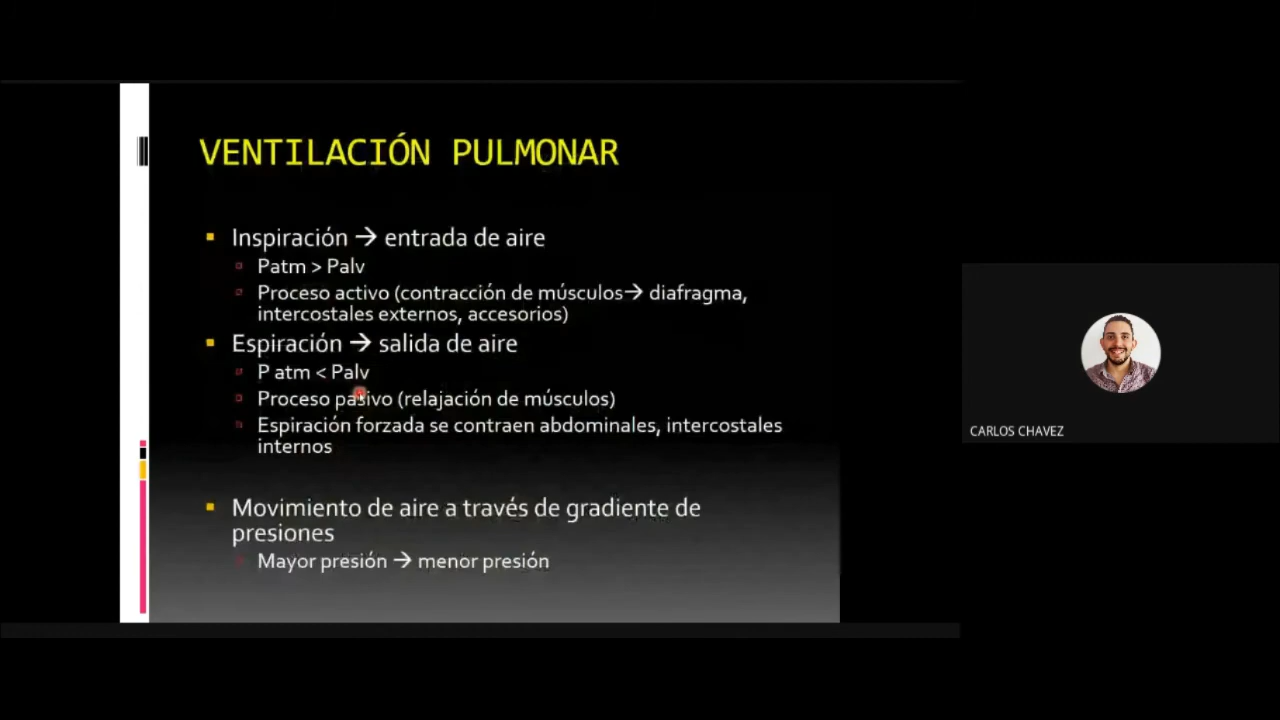 VENTILACIÓN PULMONAR
Inspiración → entrada de aire
Patm > Palv
Proceso activo (contracción de músculos→ diafragma,
intercostales externos, accesorios)
Espiración → salida de aire
P atm < Palv
Proceso pasivo (relajación de músculos)
Espiración forzada se contraen abdominales, intercostales
internos
Movimiento de aire a través de gradiente de
presiones
Mayor presión → menor presión
CARLOS CHAVEZ